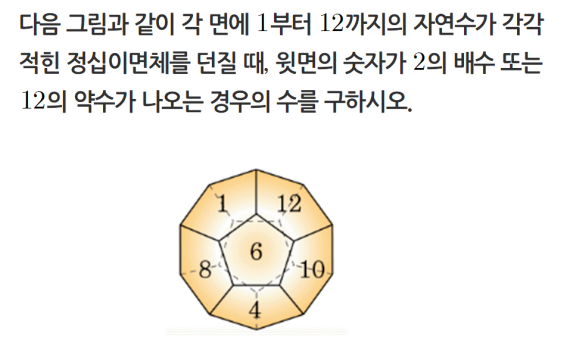 다음 그림과 같이 각 면에 1부터 12까지의 자연수가 각각
적힌 정십이면체를 던질 때, 윗면의 숫자가 2의 배수 또는
12의 약수가 나오는 경우의 수를 구하시오.
1 12
6
8 10
4